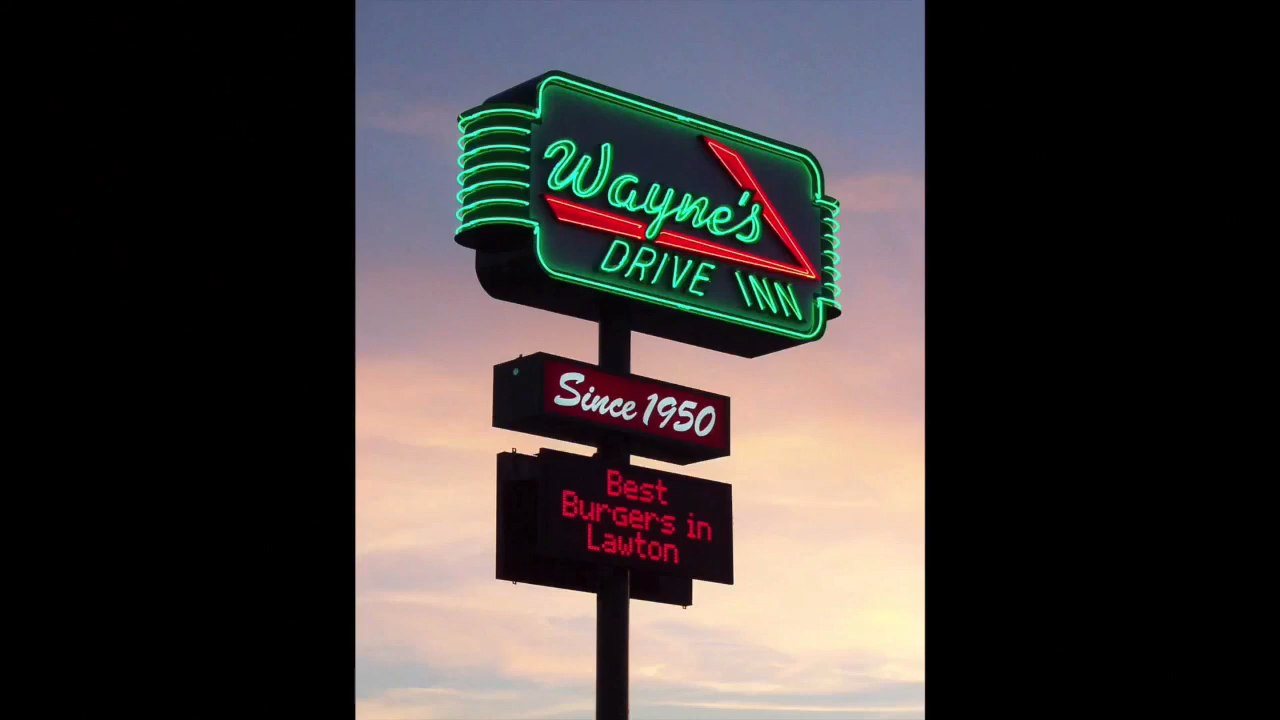 Wayne's
DRIVE INN
Since 1950
Best
Burgers in
Lawton